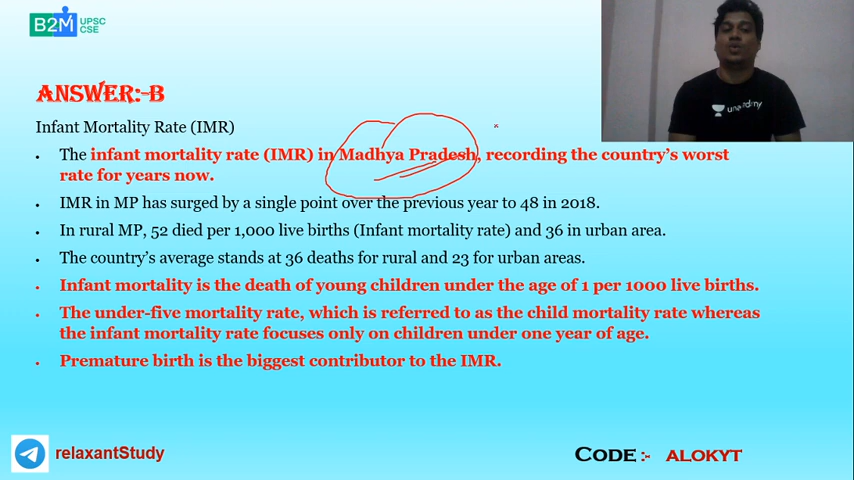 B2M UPSC
CSE
ANSWER:-B
Infant Mortality Rate (IMR)
• The infant mortality rate (IMR) in Madhya Pradesh, recording the country's worst
rate for years now.
• IMR in MP has surged by a single point over the previous year to 48 in 2018.
• In rural MP, 52 died per 1,000 live births (Infant mortality rate) and 36 in urban area.
• The country's average stands at 36 deaths for rural and 23 for urban areas.
• Infant mortality is the death of young children under the age of 1 per 1000 live births.
• The under-five mortality rate, which is referred to as the child mortality rate whereas
the infant mortality rate focuses only on children under one year of age.
• Premature birth is the biggest contributor to the IMR.
relaxantStudy
CODE :- ALOKYT